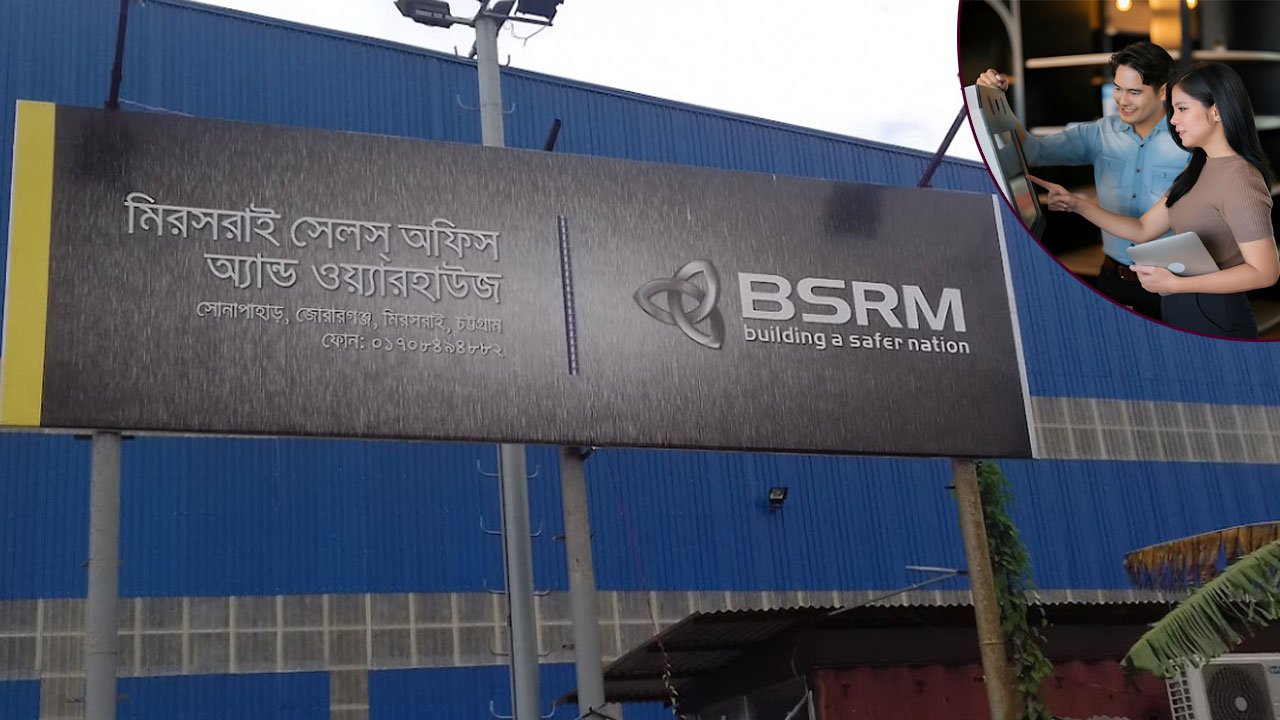 মিরসরাই সেলস্ অফিস
অ্যান্ড ওয়্যারহাউজ
সোনাপাহাড়, জোরারগঞ্জ, মিরসরাই, চট্টগ্রাম
ফোন: ০১৭০৮৪৯৪৮৮২
BSRM
building a safer nation